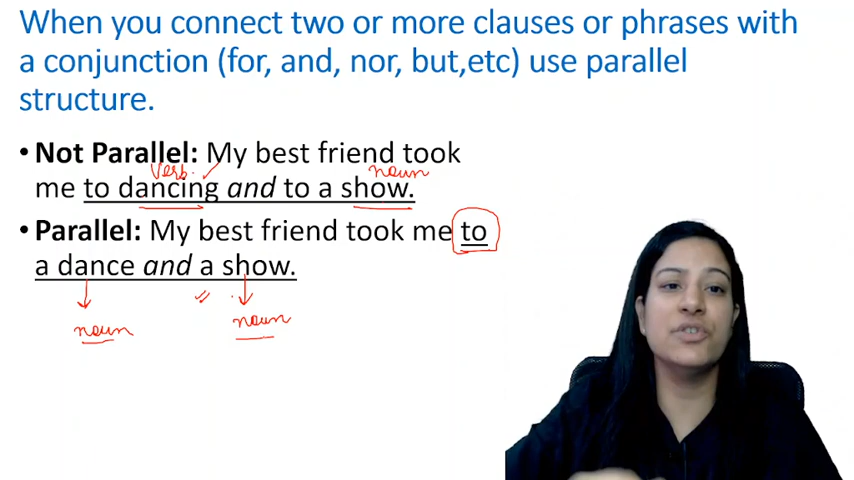 When you connect two or more clauses or phrases with
a conjunction (for, and, nor, but,etc) use parallel
structure.
• Not Parallel: My best friend took
verb. noun
me to dancing and to a show.
• Parallel: My best friend took me to
a dance and a show.
noun noun